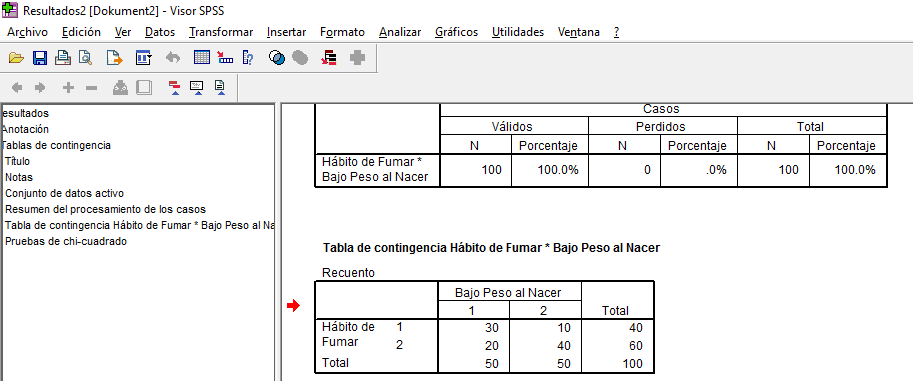 Resultados2 [Dokument2] - Visor SPSS
Archivo Edición Ver Datos Transformar Insertar Formato Analizar Gráficos Utilidades Ventana ?
esultados
Anotación
Tablas de contingencia
Título
Notas
Conjunto de datos activo
Resumen del procesamiento de los casos
Tabla de contingencia Hábito de Fumar * Bajo Peso al Na
Pruebas de chi-cuadrado
Casos
Válidos Perdidos Total
N Porcentaje N Porcentaje N Porcentaje
Hábito de Fumar *
Bajo Peso al Nacer 100 100.0% 0 .0% 100 100.0%
Tabla de contingencia Hábito de Fumar * Bajo Peso al Nacer
Recuento
Bajo Peso al Nacer
1 2 Total
Hábito de 1 30 10 40
Fumar 2 20 40 60
Total 50 50 100